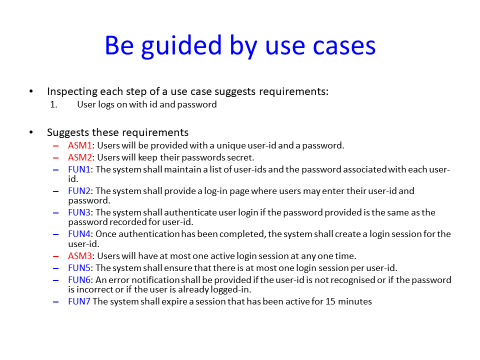 Be guided by use cases
• Inspecting each step of a use case suggests requirements:
1. User logs on with id and password
• Suggests these requirements
– ASM1: Users will be provided with a unique user-id and a password.
– ASM2: Users will keep their passwords secret.
– FUN1: The system shall maintain a list of user-ids and the password associated with each user-
id.
– FUN2: The system shall provide a log-in page where users may enter their user-id and
password.
– FUN3: The system shall authenticate user login if the password provided is the same as the
password recorded for user-id.
– FUN4: Once authentication has been completed, the system shall create a login session for the
user-id.
– ASM3: Users will have at most one active login session at any one time.
– FUN5: The system shall ensure that there is at most one login session per user-id.
– FUN6: An error notification shall be provided if the user-id is not recognised or if the password
is incorrect or if the user is already logged-in.
– FUN7 The system shall expire a session that has been active for 15 minutes